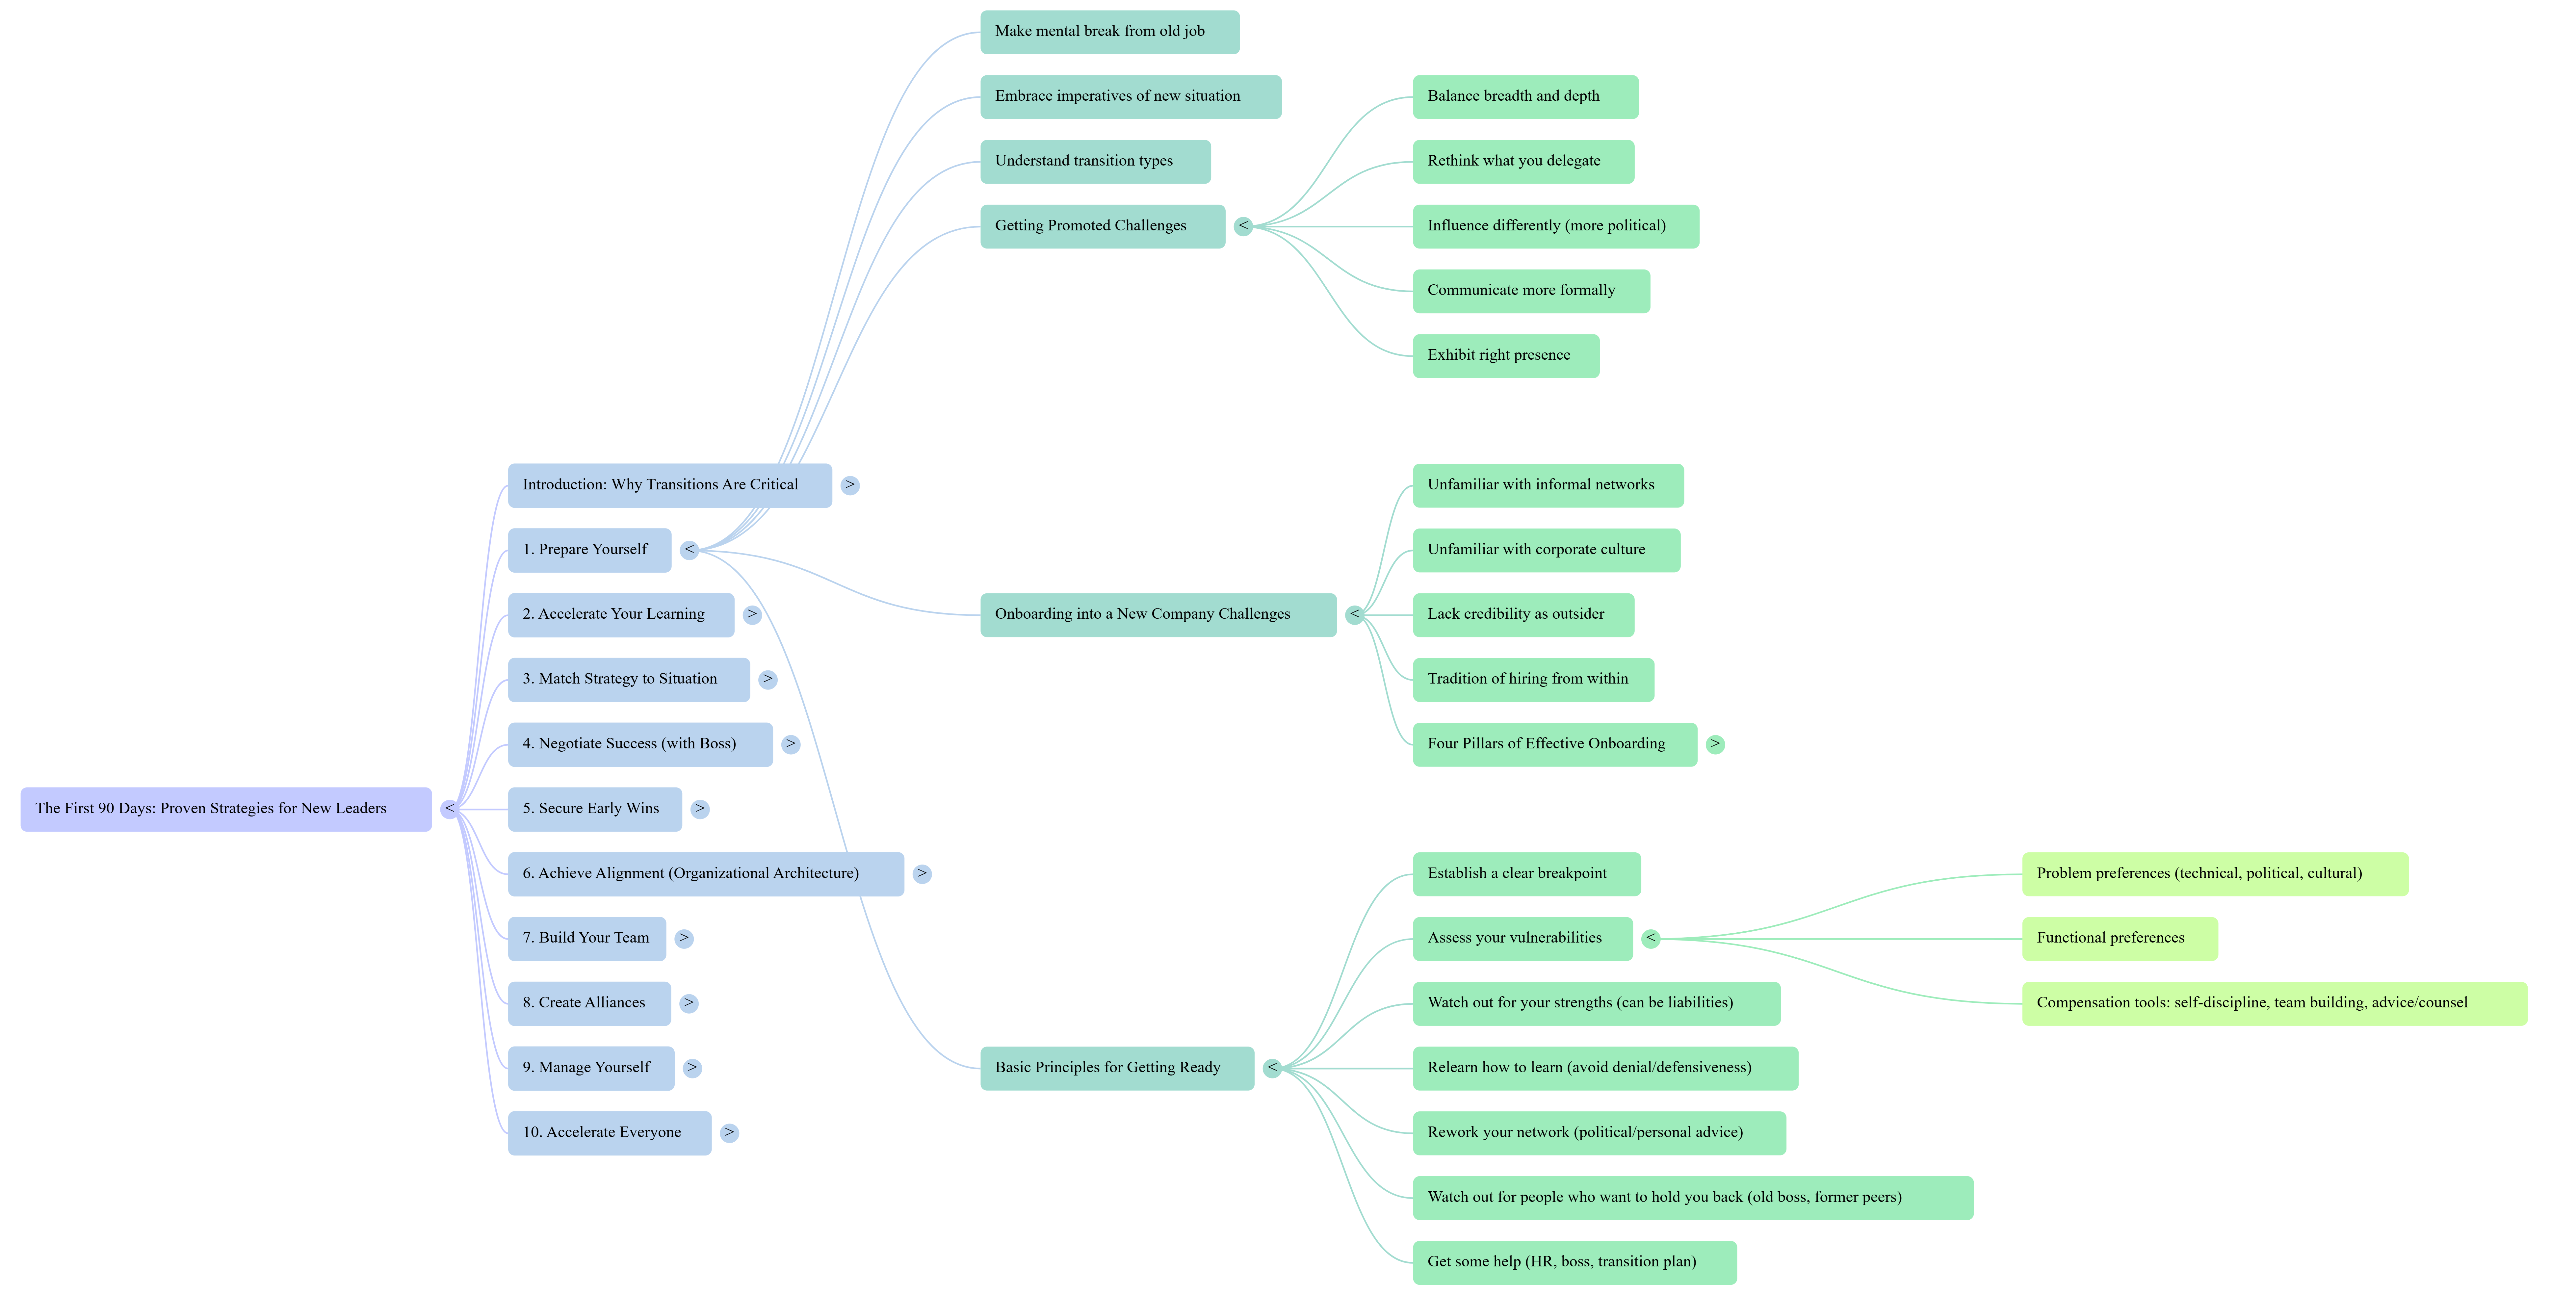 The First 90 Days: Proven Strategies for New Leaders
<
Introduction: Why Transitions Are Critical
>
1. Prepare Yourself
<
Make mental break from old job
Embrace imperatives of new situation
Understand transition types
Getting Promoted Challenges
<
Balance breadth and depth
Rethink what you delegate
Influence differently (more political)
Communicate more formally
Exhibit right presence
Onboarding into a New Company Challenges
<
Unfamiliar with informal networks
Unfamiliar with corporate culture
Lack credibility as outsider
Tradition of hiring from within
Four Pillars of Effective Onboarding
>
Basic Principles for Getting Ready
<
Establish a clear breakpoint
Assess your vulnerabilities
<
Problem preferences (technical, political, cultural)
Functional preferences
Compensation tools: self-discipline, team building, advice/counsel
Watch out for your strengths (can be liabilities)
Relearn how to learn (avoid denial/defensiveness)
Rework your network (political/personal advice)
Watch out for people who want to hold you back (old boss, former peers)
Get some help (HR, boss, transition plan)
2. Accelerate Your Learning
>
3. Match Strategy to Situation
>
4. Negotiate Success (with Boss)
>
5. Secure Early Wins
>
6. Achieve Alignment (Organizational Architecture)
>
7. Build Your Team
>
8. Create Alliances
>
9. Manage Yourself
>
10. Accelerate Everyone
>